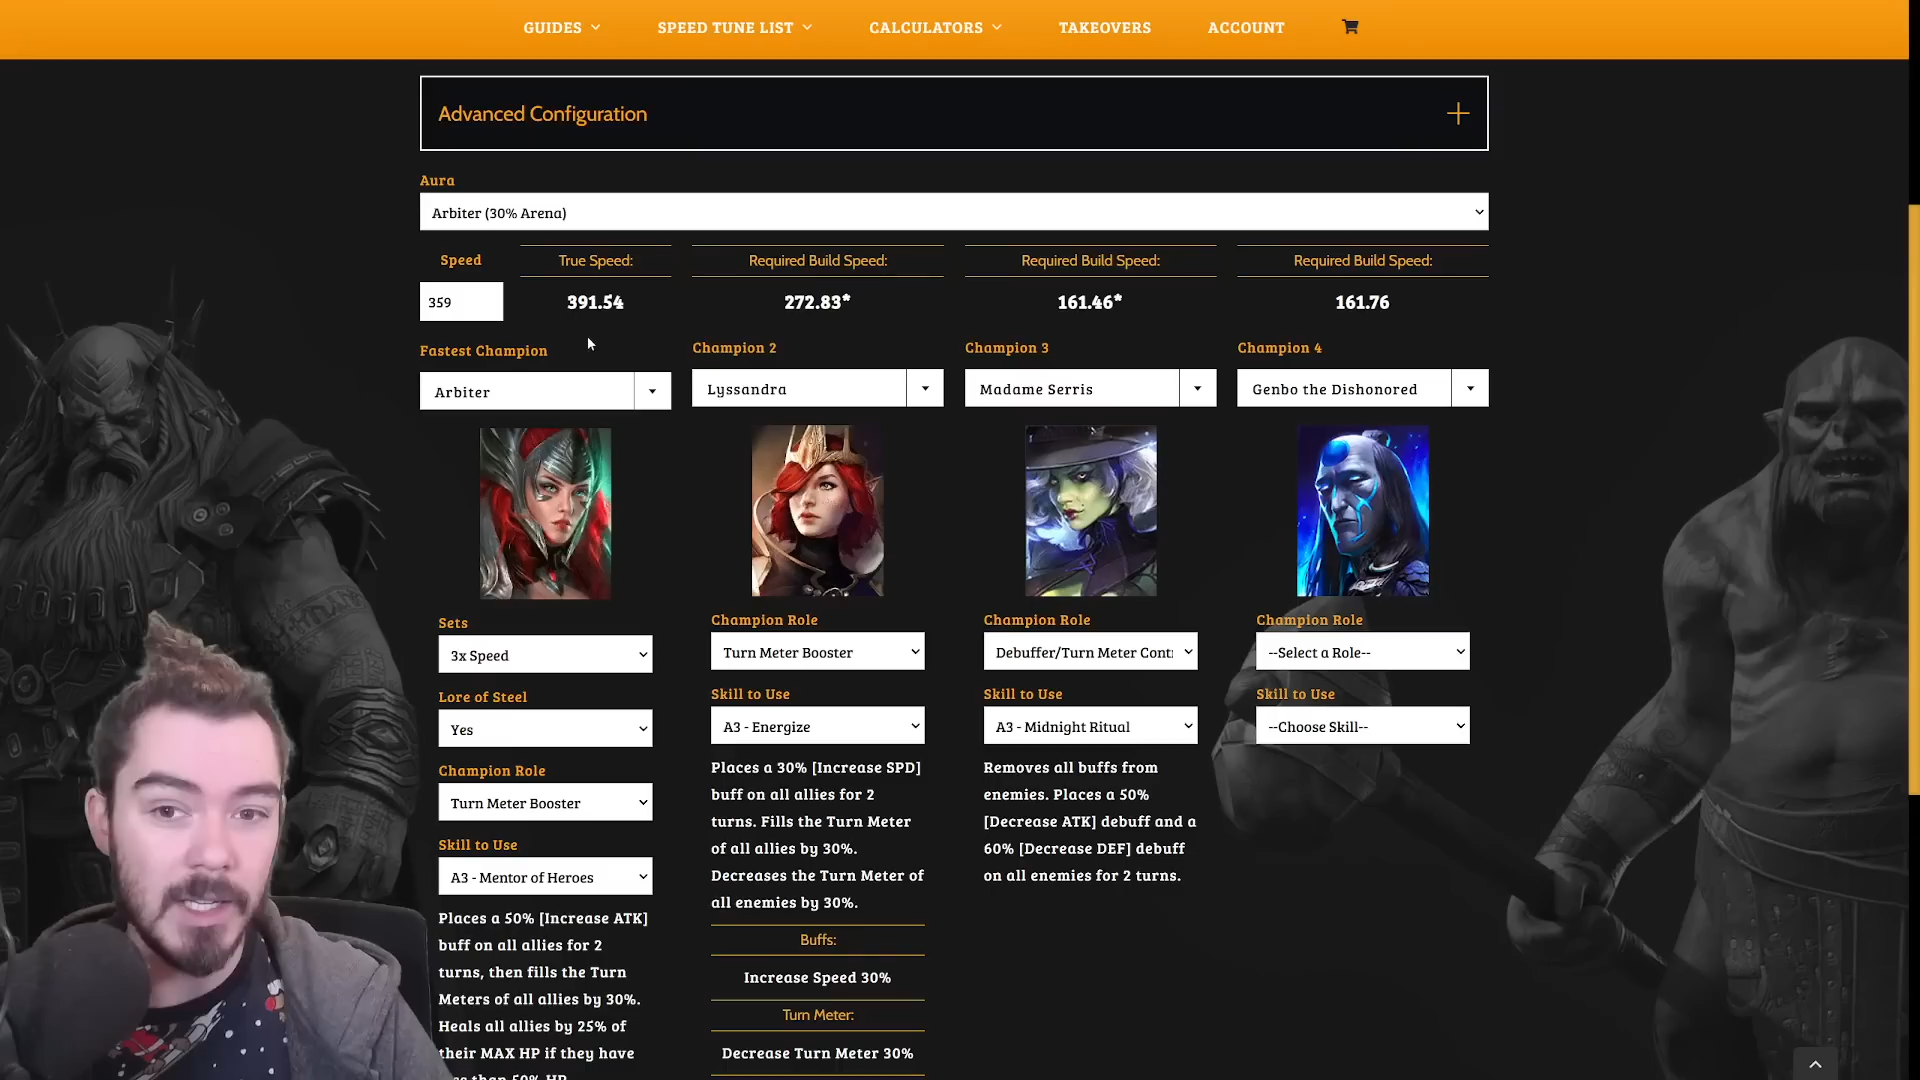 GUIDES
SPEED TUNE LIST
CALCULATORS
TAKEOVERS
ACCOUNT
Advanced Configuration
Aura
Arbiter (30% Arena)
Speed
359
True Speed:
391.54
Required Build Speed:
272.83*
Required Build Speed:
161.46*
Required Build Speed:
161.76
Fastest Champion
Arbiter
Champion 2
Lyssandra
Champion 3
Madame Serris
Champion 4
Genbo the Dishonored
Sets
3x Speed
Lore of Steel
Yes
Champion Role
Turn Meter Booster
Skill to Use
A3 - Mentor of Heroes
Places a 50% [Increase ATK]
buff on all allies for 2
turns, then fills the Turn
Meters of all allies by 30%.
Heals all allies by 25% of
their MAX HP if they have
than 50% HP
Champion Role
Turn Meter Booster
Skill to Use
A3 - Energize
Places a 30% [Increase SPD]
buff on all allies for 2
turns. Fills the Turn Meter
of all allies by 30%.
Decreases the Turn Meter of
all enemies by 30%.
Buffs:
Increase Speed 30%
Turn Meter:
Decrease Turn Meter 30%
Champion Role
Debuffer/Turn Meter Cont
Skill to Use
A3 - Midnight Ritual
Removes all buffs from
enemies. Places a 50%
[Decrease ATK] debuff and a
60% [Decrease DEF] debuff
on all enemies for 2 turns.
Champion Role
--Select a Role--
Skill to Use
--Choose Skill--